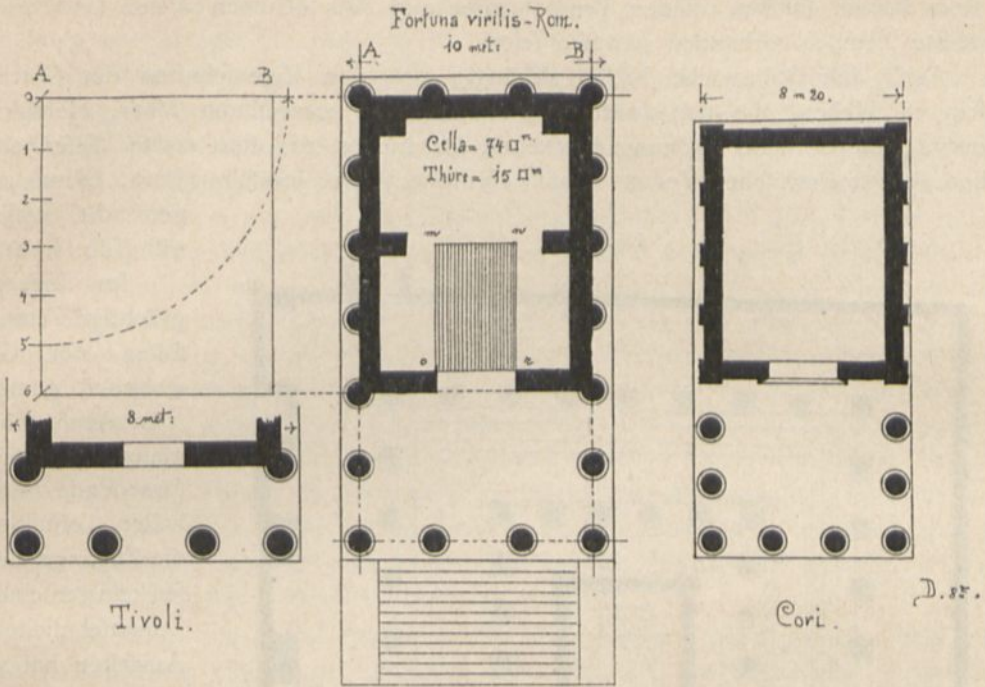 Fortuna virilis-Rom.
10 met:
A
B
A
B
0
1
2
3
4
5
6
Cella = 74 □m
Thüre = 15 □m
m
n
o
r
8 m 20.
8 met:
Tivoli.
Cori.